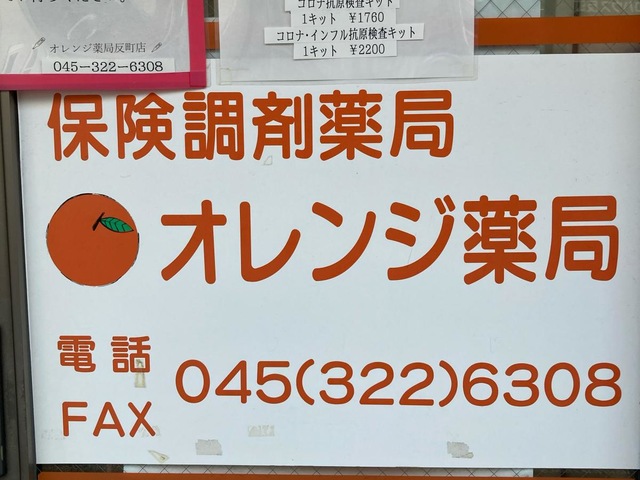 オレンジ薬局反町店
045-322-6308
コロナ抗原検査キット
1キット ¥1760
コロナ・インフル抗原検査キット
1キット ¥2200
保険調剤薬局
オレンジ薬局
電話
FAX
045(322)6308